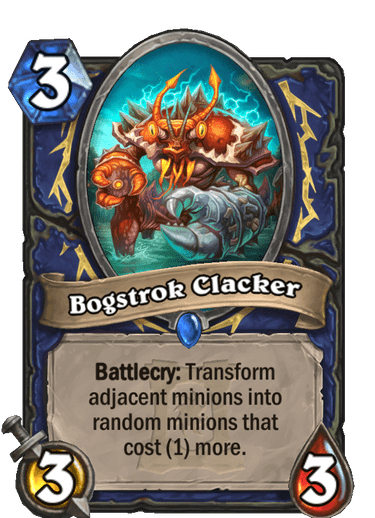 3
Bogstrok Clacker
Battlecry: Transform
adjacent minions into
random minions that
cost (1) more.
3
3